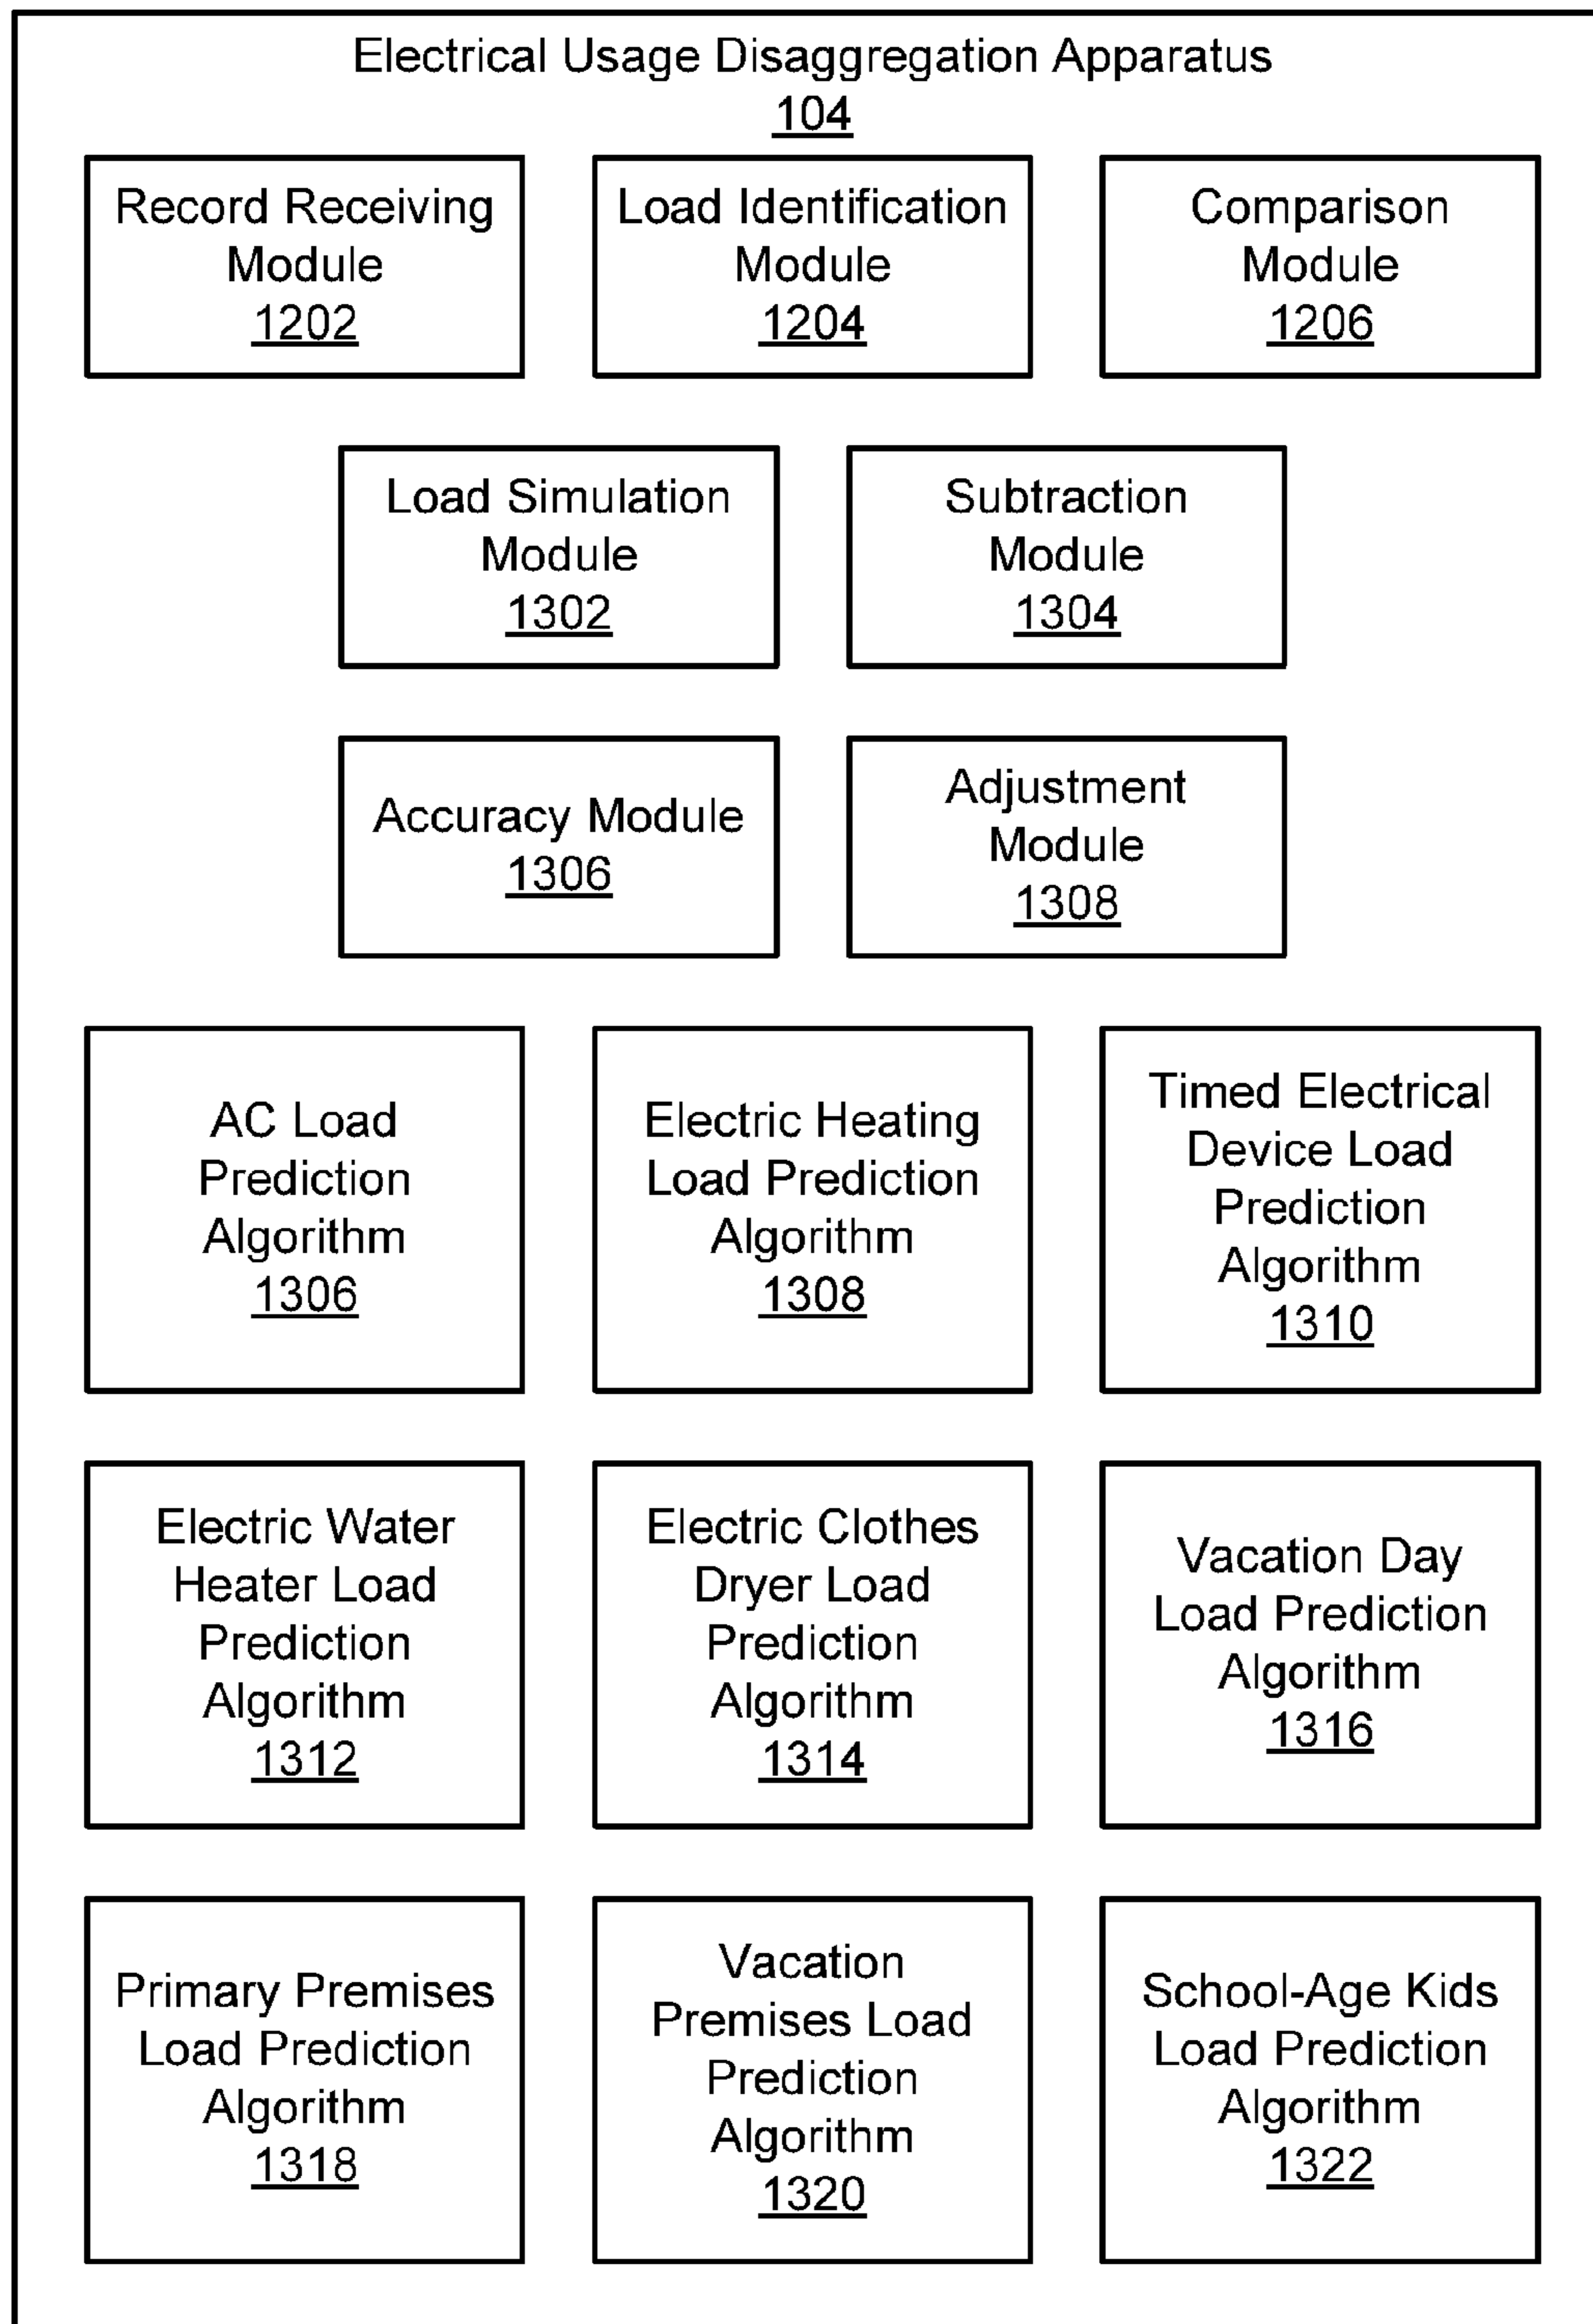 Electrical Usage Disaggregation Apparatus
104
Record Receiving
Module
1202
Load Identification
Module
1204
Comparison
Module
1206
Load Simulation
Module
1302
Subtraction
Module
1304
Accuracy Module
1306
Adjustment
Module
1308
AC Load
Prediction
Algorithm
1306
Electric Heating
Load Prediction
Algorithm
1308
Timed Electrical
Device Load
Prediction
Algorithm
1310
Electric Water
Heater Load
Prediction
Algorithm
1312
Electric Clothes
Dryer Load
Prediction
Algorithm
1314
Vacation Day
Load Prediction
Algorithm
1316
Primary Premises
Load Prediction
Algorithm
1318
Vacation
Premises Load
Prediction
Algorithm
1320
School-Age Kids
Load Prediction
Algorithm
1322